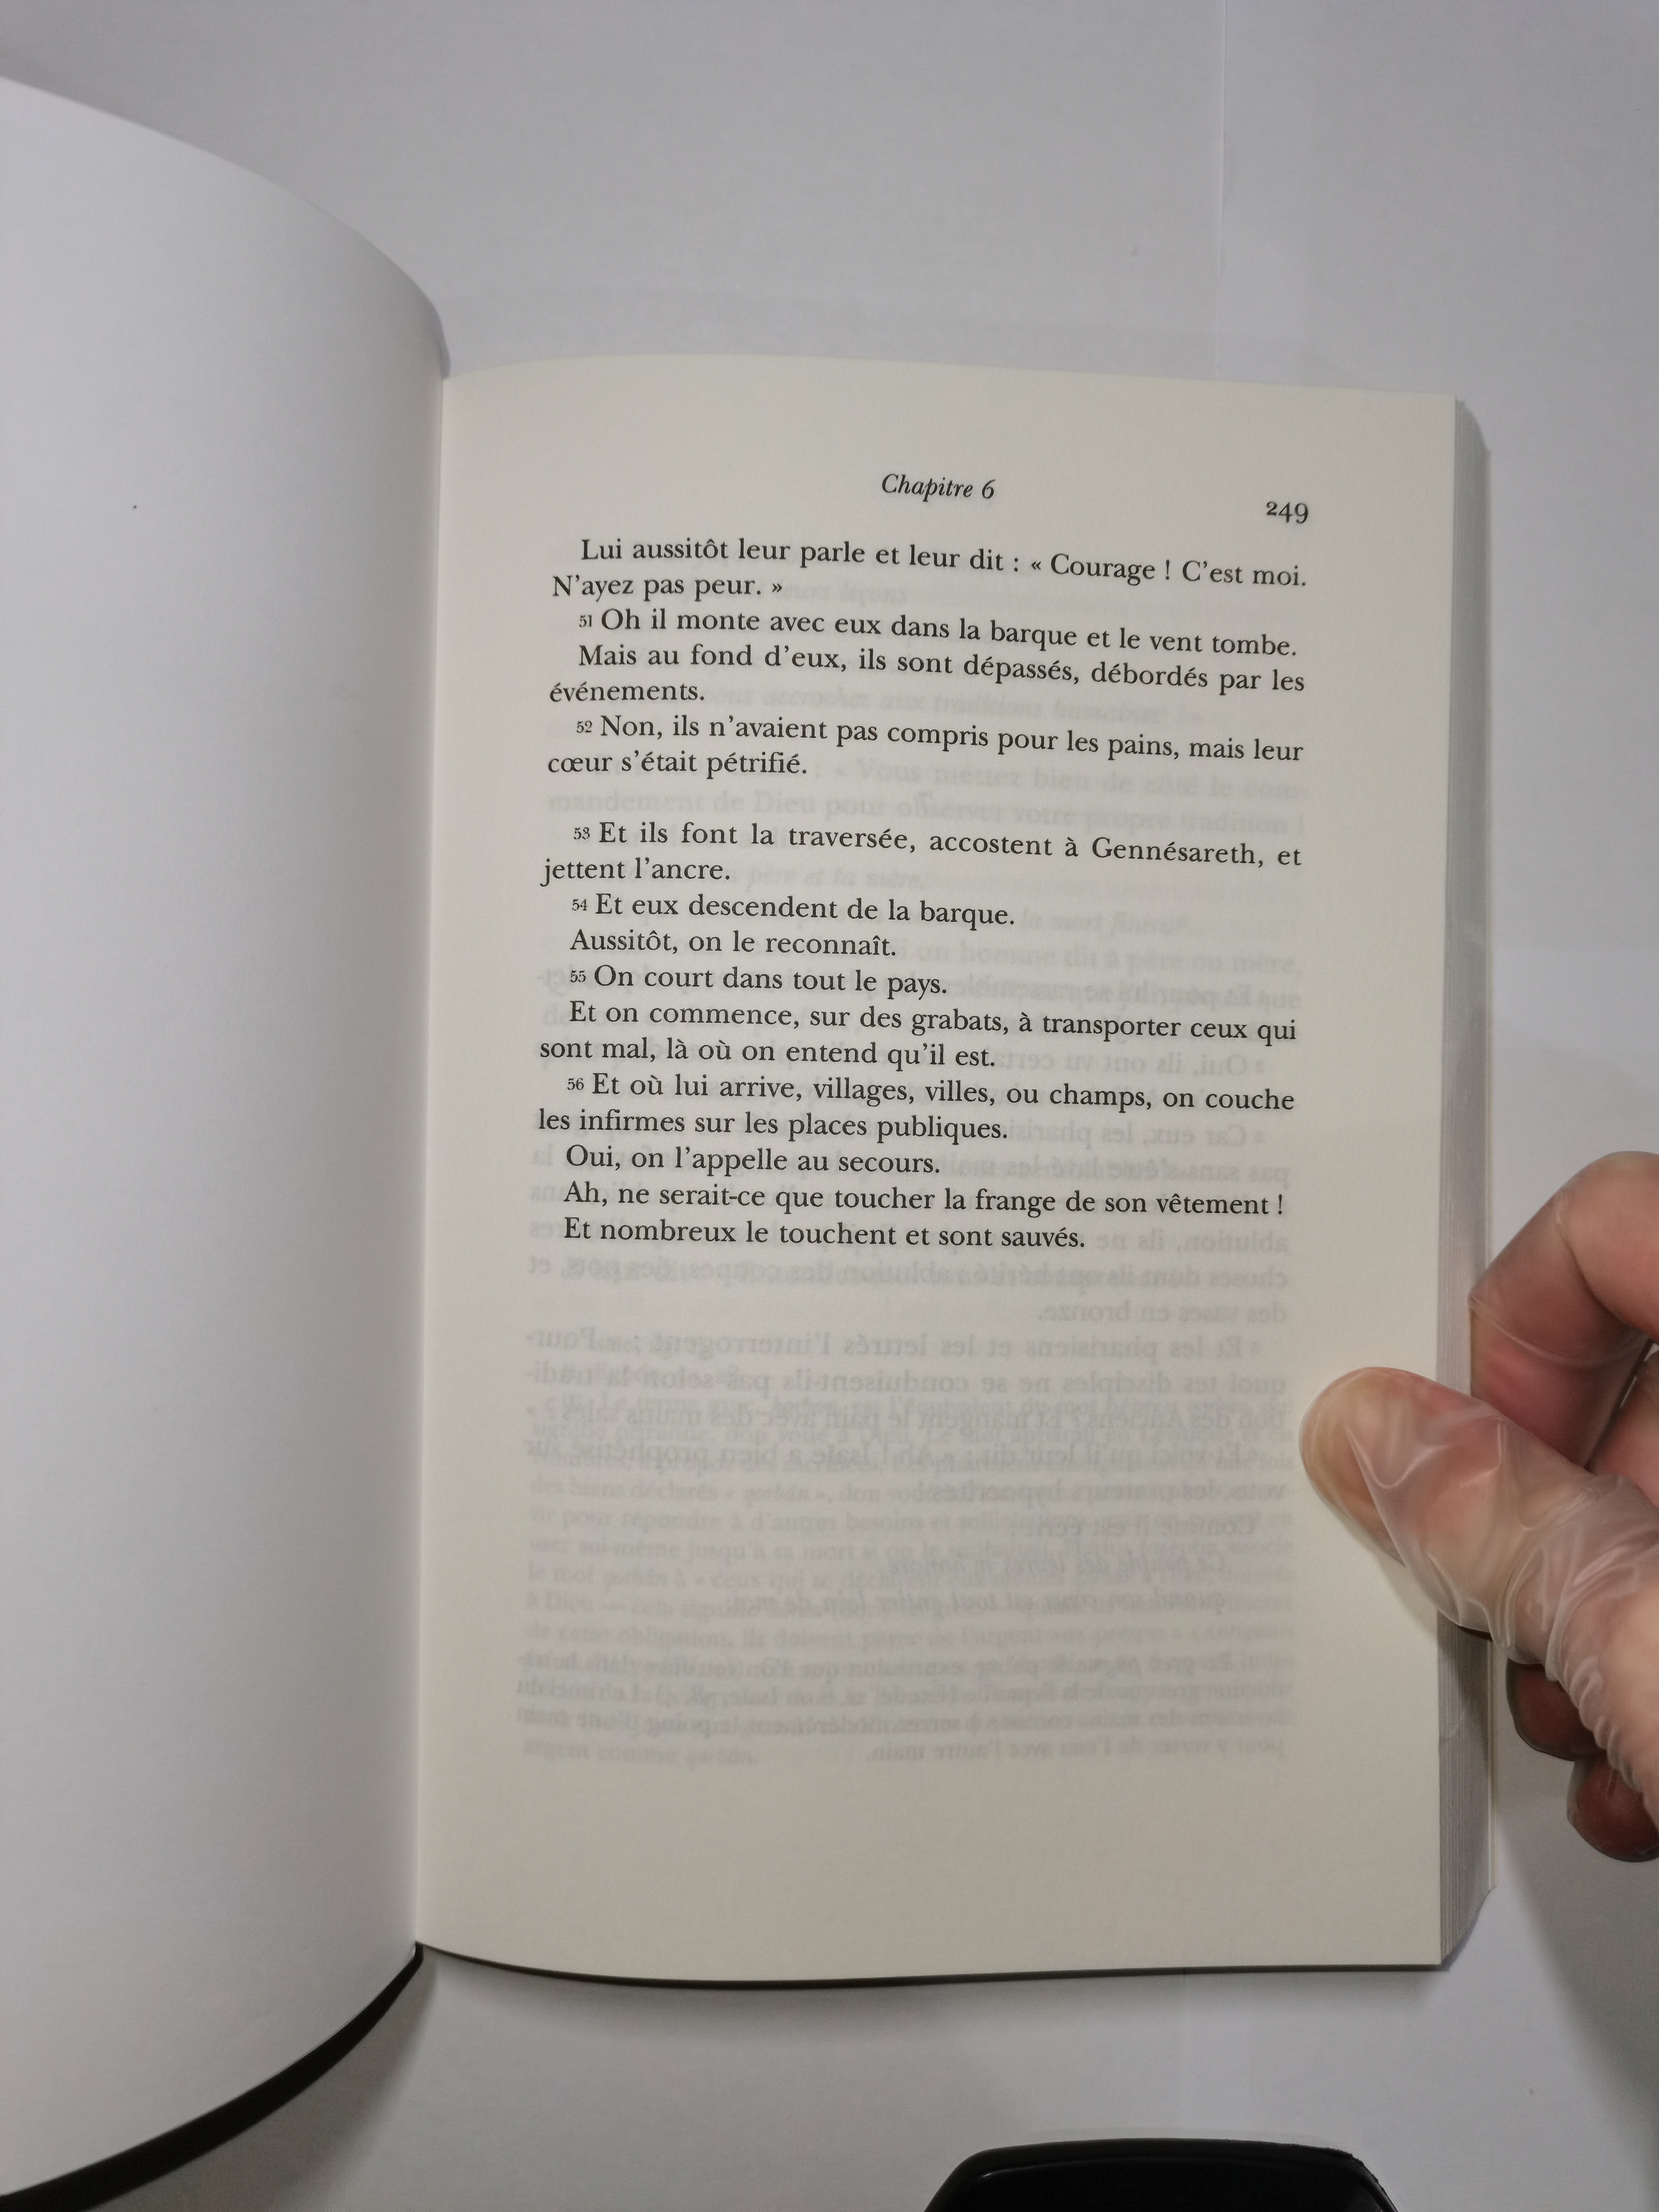 Chapitre 6
249
Lui aussitôt leur parle et leur dit : « Courage ! C'est moi.
N'ayez pas peur. »
51 Oh il monte avec eux dans la barque et le vent tombe.
Mais au fond d'eux, ils sont dépassés, débordés par les
événements.
52 Non, ils n'avaient pas compris pour les pains, mais leur
cœur s'était pétrifié.
53 Et ils font la traversée, accostent à Gennésareth, et
jettent l'ancre.
54 Et eux descendent de la barque.
Aussitôt, on le reconnaît.
55 On court dans tout le pays.
Et on commence, sur des grabats, à transporter ceux qui
sont mal, là où on entend qu'il est.
56 Et où lui arrive, villages, villes, ou champs, on couche
les infirmes sur les places publiques.
Oui, on l'appelle au secours.
Ah, ne serait-ce que toucher la frange de son vêtement !
Et nombreux le touchent et sont sauvés.